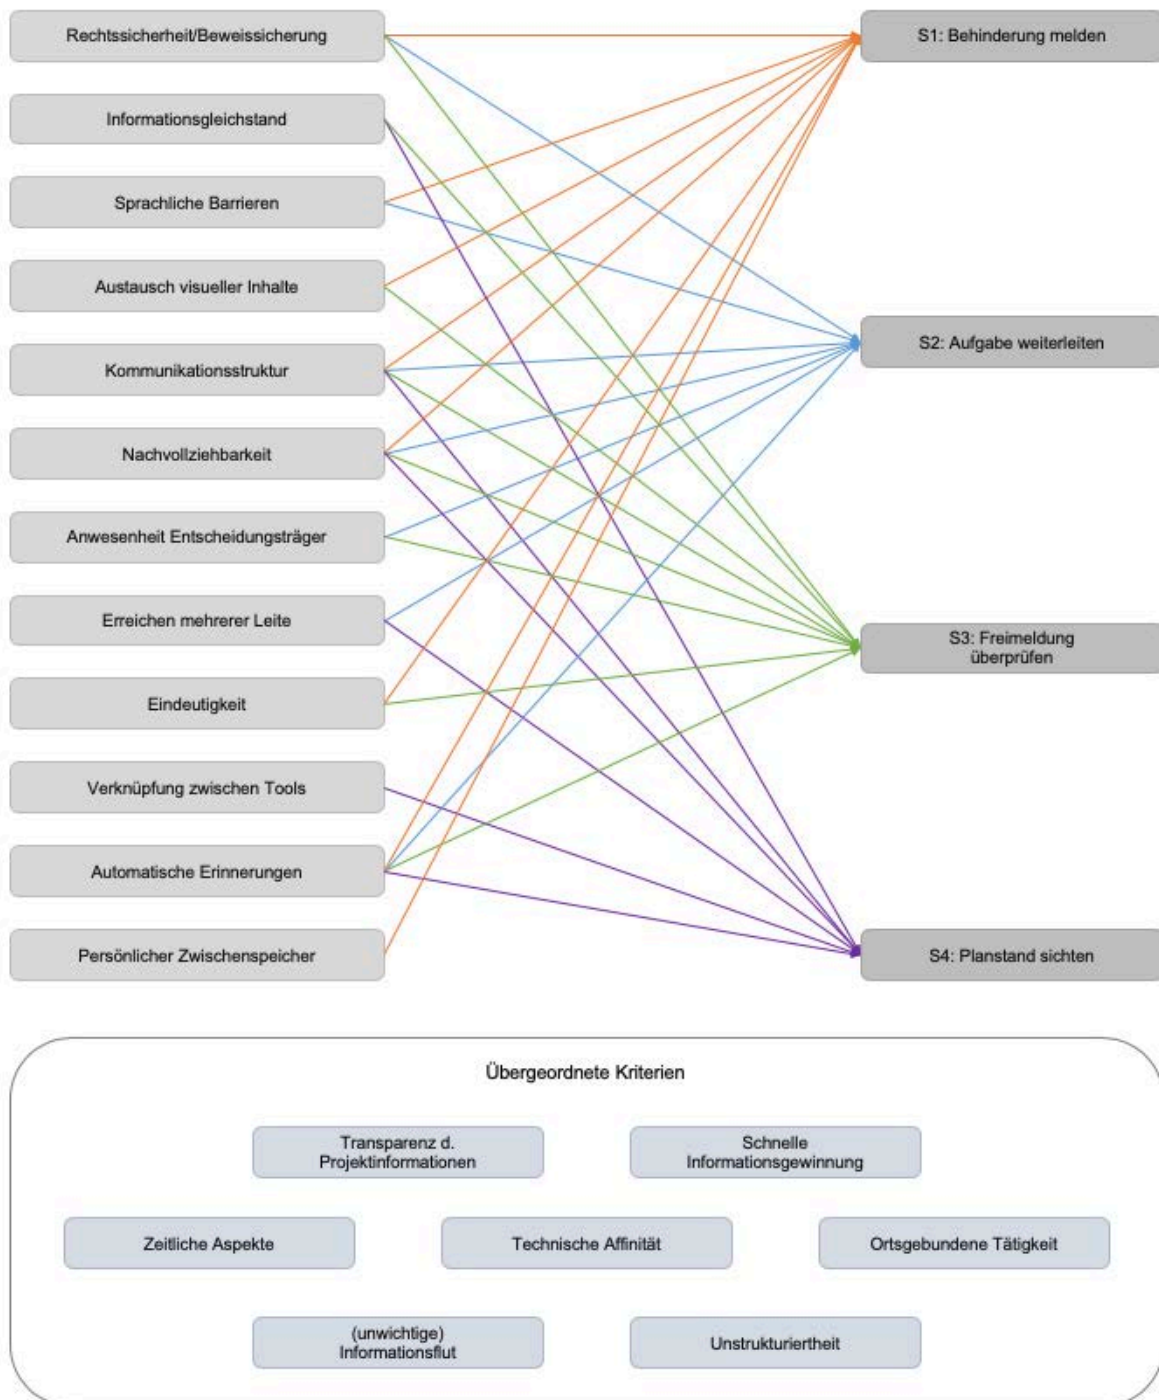 Rechtssicherheit/Beweissicherung
S1: Behinderung melden
Informationsgleichstand
Sprachliche Barrieren
Austausch visueller Inhalte
S2: Aufgabe weiterleiten
Kommunikationsstruktur
Nachvollziehbarkeit
Anwesenheit Entscheidungsträger
Erreichen mehrerer Leite
S3: Freimeldung
überprüfen
Eindeutigkeit
Verknüpfung zwischen Tools
Automatische Erinnerungen
Persönlicher Zwischenspeicher
S4: Planstand sichten
Übergeordnete Kriterien
Transparenz d.
Projektinformationen
Schnelle
Informationsgewinnung
Zeitliche Aspekte
Technische Affinität
Ortsgebundene Tätigkeit
(unwichtige)
Informationsflut
Unstrukturiertheit